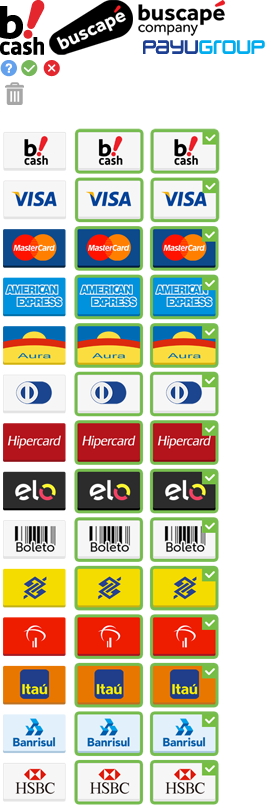 b! cash
buscapé
buscapé company
PayU GROUP
?
b! cash b! cash b! cash
VISA VISA VISA
MasterCard MasterCard MasterCard
AMERICAN EXPRESS AMERICAN EXPRESS AMERICAN EXPRESS
Aura Aura Aura
Hipercard Hipercard Hipercard
elo elo elo
Boleto Boleto Boleto
Itaú Itaú Itaú
Banrisul Banrisul Banrisul
HSBC HSBC HSBC